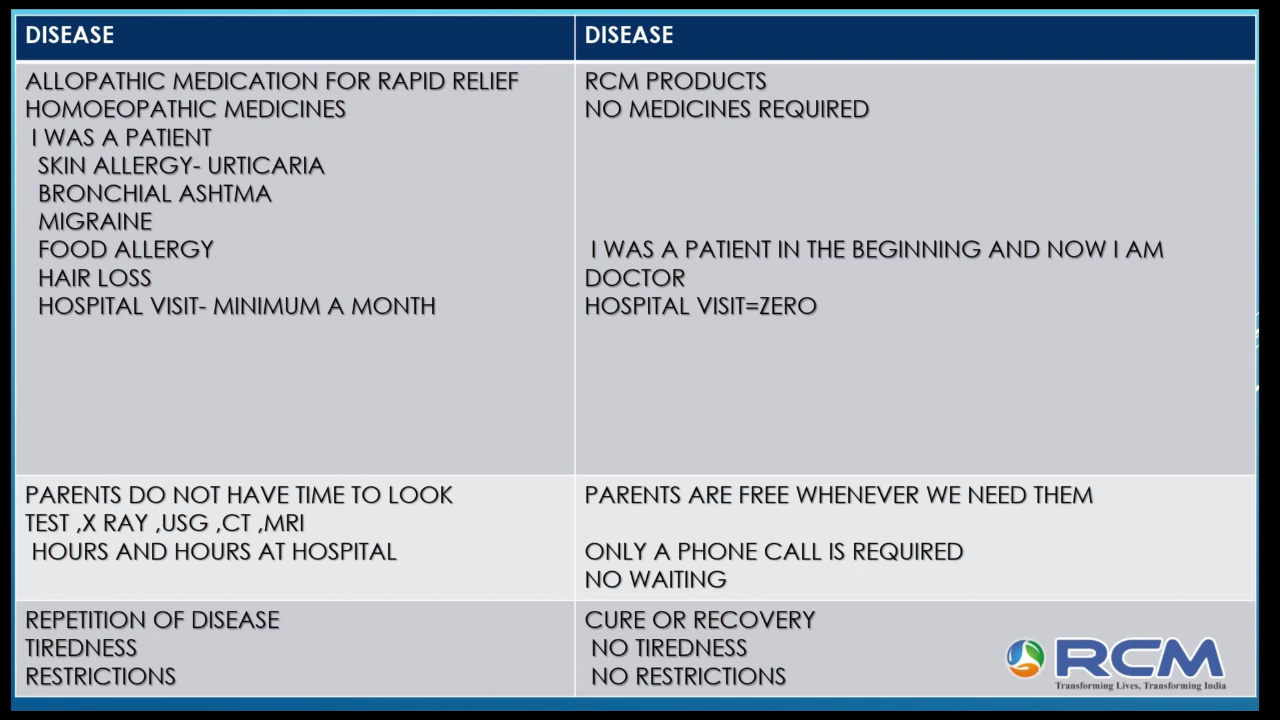 DISEASE
DISEASE
ALLOPATHIC MEDICATION FOR RAPID RELIEF
HOMOEOPATHIC MEDICINES
I WAS A PATIENT
SKIN ALLERGY- URTICARIA
BRONCHIAL ASHTMA
MIGRAINE
FOOD ALLERGY
HAIR LOSS
HOSPITAL VISIT- MINIMUM A MONTH
RCM PRODUCTS
NO MEDICINES REQUIRED
I WAS A PATIENT IN THE BEGINNING AND NOW I AM
DOCTOR
HOSPITAL VISIT=ZERO
PARENTS DO NOT HAVE TIME TO LOOK
TEST ,X RAY ,USG ,CT ,MRI
HOURS AND HOURS AT HOSPITAL
PARENTS ARE FREE WHENEVER WE NEED THEM
ONLY A PHONE CALL IS REQUIRED
NO WAITING
REPETITION OF DISEASE
TIREDNESS
RESTRICTIONS
CURE OR RECOVERY
NO TIREDNESS
NO RESTRICTIONS
RCM
Transforming Lives, Transforming India